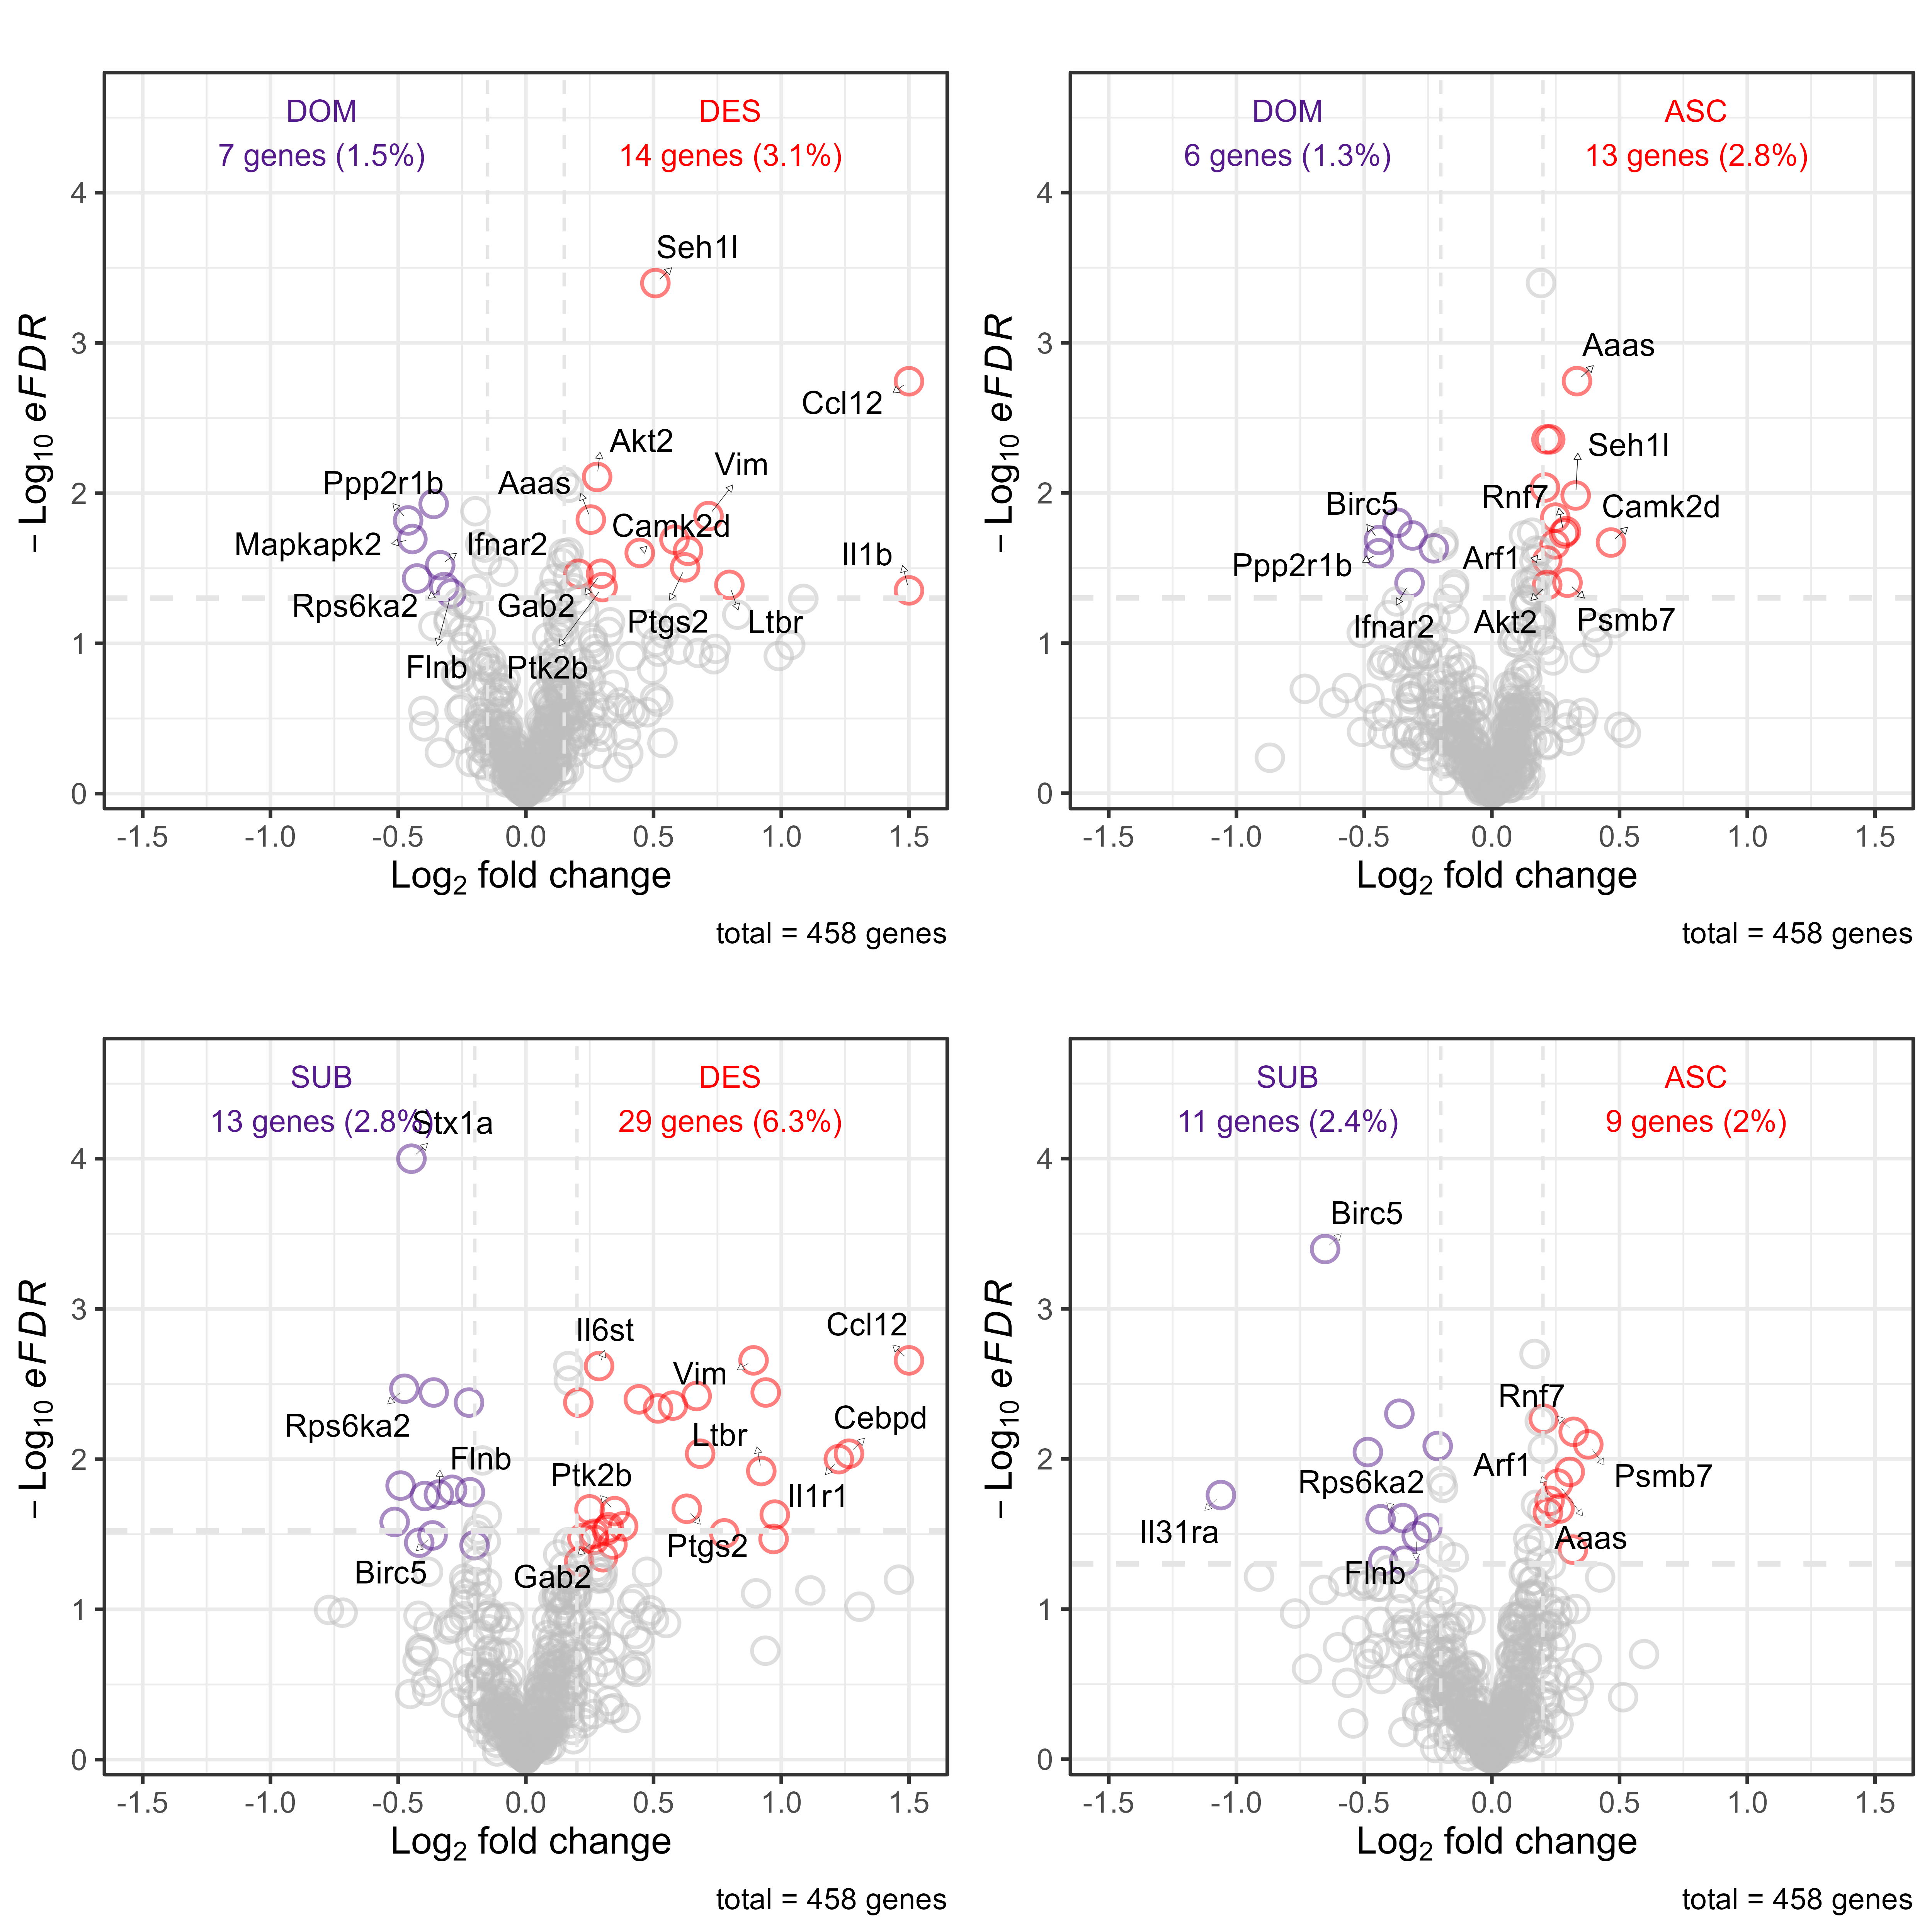 DOM
7 genes (1.5%)
DES
14 genes (3.1%)
Seh1l
Ccl12
Akt2
Vim
Aaas
Ppp2r1b
Camk2d
Mapkapk2
Ifnar2
Il1b
Rps6ka2
Gab2
Ptgs2
Ltbr
Flnb
Ptk2b
4
3
2
1
0
-1.5
-1.0
-0.5
0.0
0.5
1.0
1.5
−Log10 eFDR
Log2 fold change
total = 458 genes
DOM
6 genes (1.3%)
ASC
13 genes (2.8%)
Aaas
Seh1l
Rnf7
Camk2d
Birc5
Arf1
Ppp2r1b
Ifnar2
Akt2
Psmb7
4
3
2
1
0
-1.5
-1.0
-0.5
0.0
0.5
1.0
1.5
−Log10 eFDR
Log2 fold change
total = 458 genes
SUB
13 genes (2.8%)
DES
29 genes (6.3%)
Stx1a
Il6st
Ccl12
Vim
Rps6ka2
Cebpd
Ltbr
Flnb
Ptk2b
Il1r1
Ptgs2
Birc5
Gab2
4
3
2
1
0
-1.5
-1.0
-0.5
0.0
0.5
1.0
1.5
−Log10 eFDR
Log2 fold change
total = 458 genes
SUB
11 genes (2.4%)
ASC
9 genes (2%)
Birc5
Rnf7
Arf1
Rps6ka2
Psmb7
Il31ra
Aaas
Flnb
4
3
2
1
0
-1.5
-1.0
-0.5
0.0
0.5
1.0
1.5
−Log10 eFDR
Log2 fold change
total = 458 genes